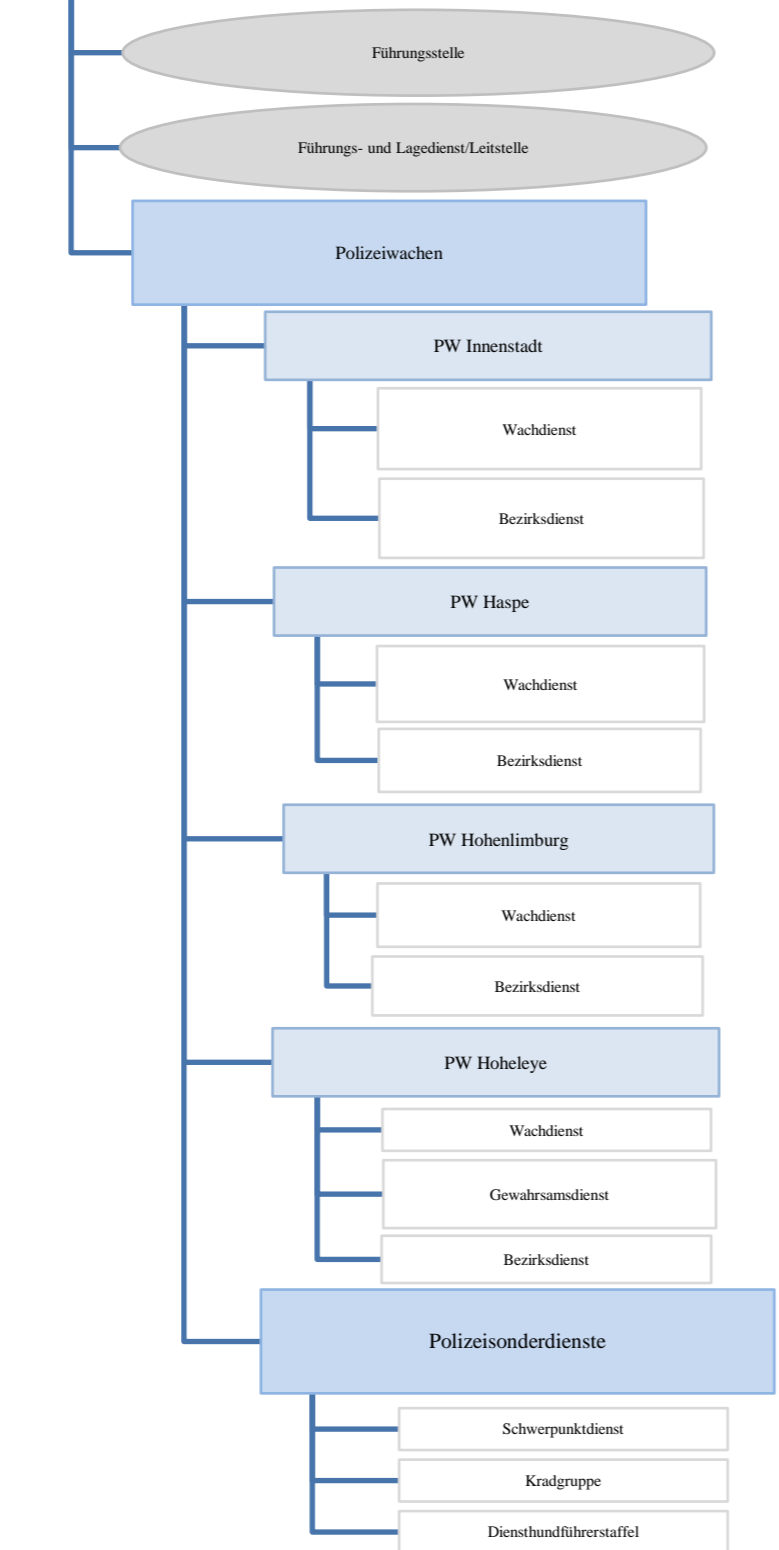 Führungsstelle
Führungs- und Lagedienst/Leitstelle
Polizeiwachen
PW Innenstadt
Wachdienst
Bezirksdienst
PW Haspe
Wachdienst
Bezirksdienst
PW Hohenlimburg
Wachdienst
Bezirksdienst
PW Hoheleye
Wachdienst
Gewahrsamsdienst
Bezirksdienst
Polizeisonderdienste
Schwerpunktdienst
Kradgruppe
Diensthundführerstaffel